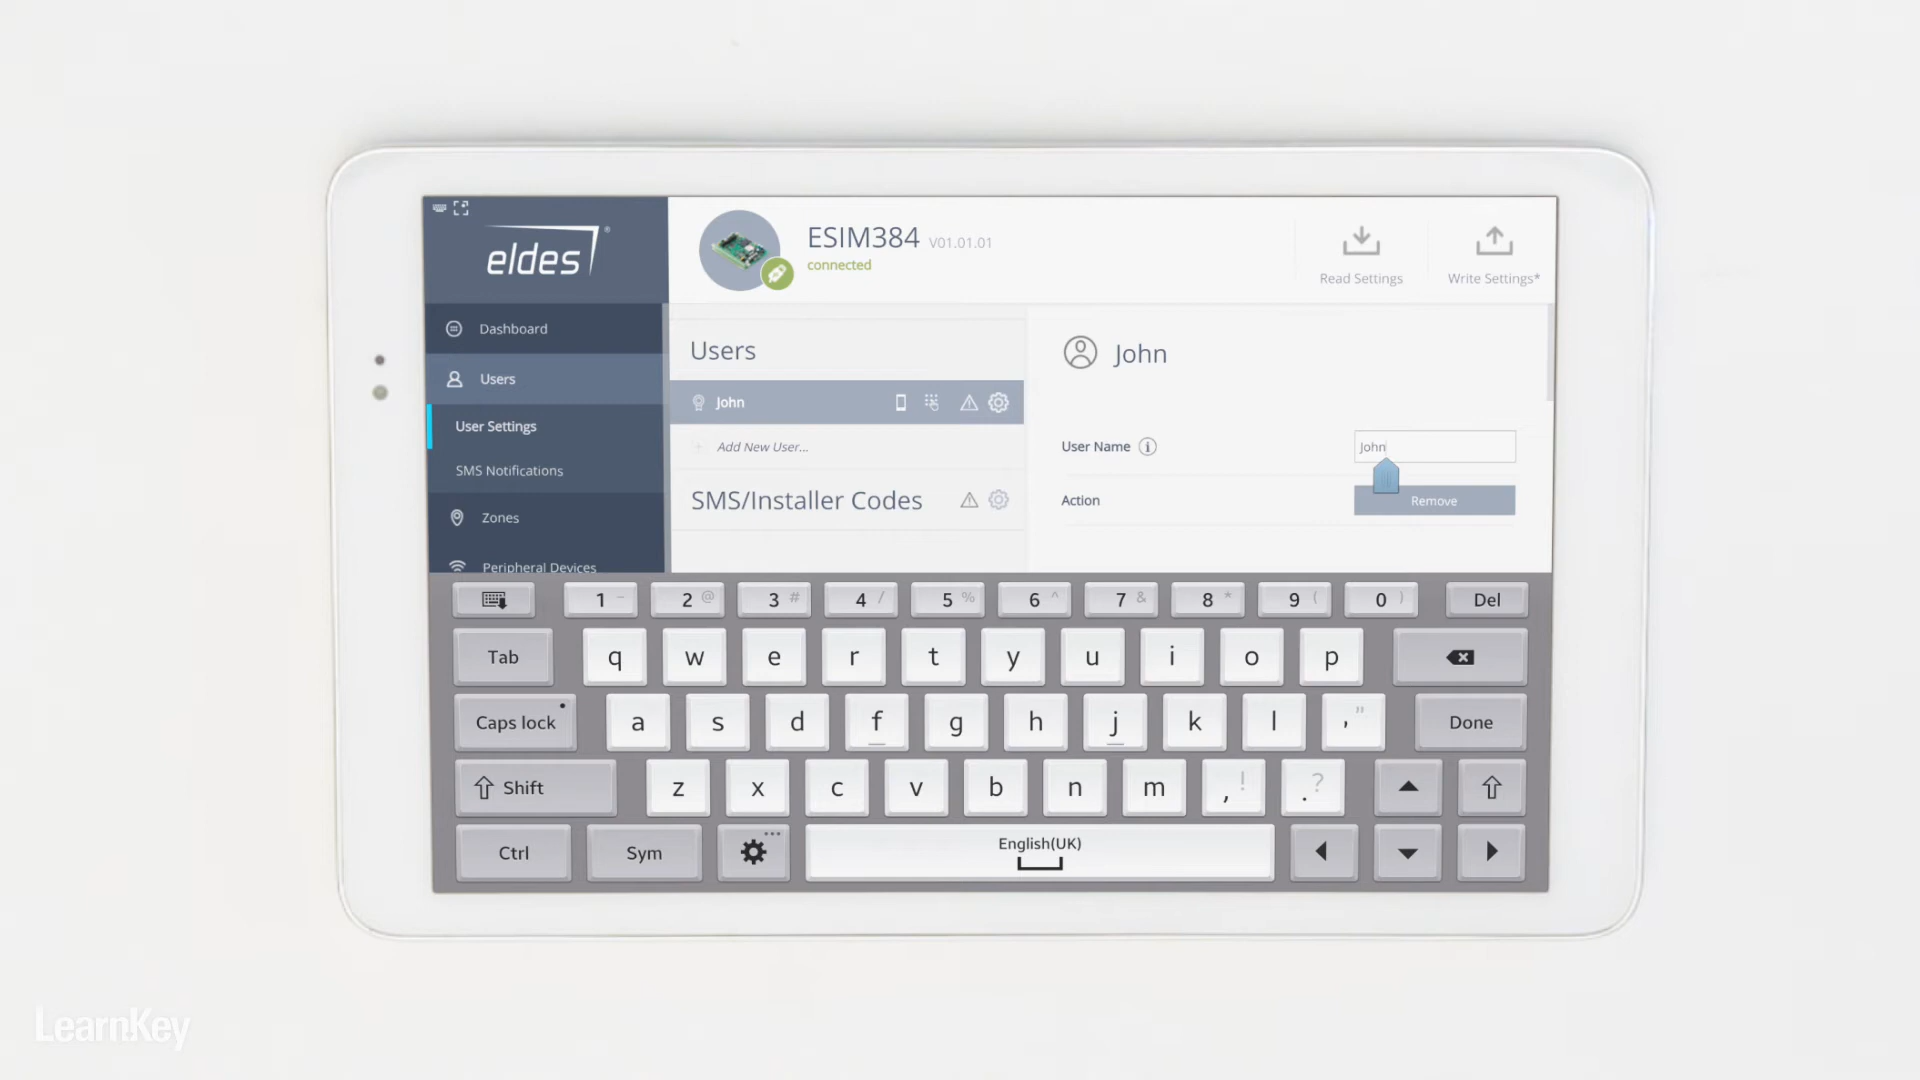 eldes®
ESIM384 V01.01.01
connected
Read Settings
Write Settings*
Dashboard
Users
User Settings
SMS Notifications
Zones
Peripheral Devices
Users
John
Add New User...
SMS/Installer Codes
John
User Name i
John
Action
Remove
1 - 2 @ 3 # 4 / 5 % 6 ^ 7 & 8 * 9 ( 0 ) Del
Tab q w e r t y u i o p
Caps lock a s d f g h j k l ' " Done
Shift z x c v b n m , ! . ?
Ctrl Sym English(UK)
LearnKey